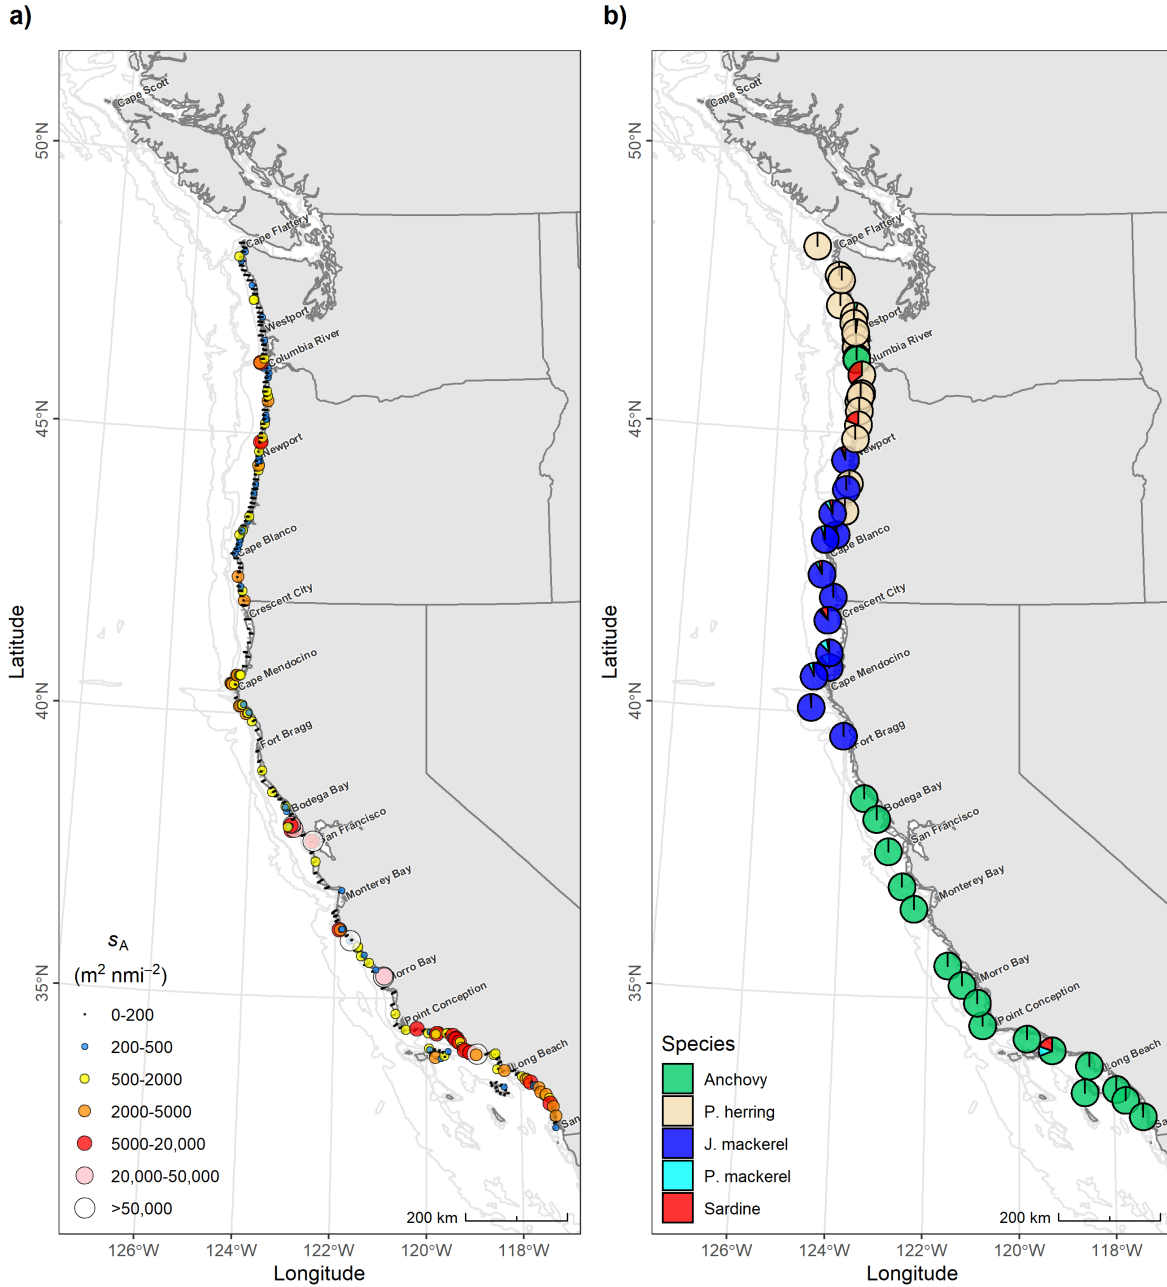 a)
Cape Scott
Cape Flattery
Westport
Columbia River
Newport
Cape Blanco
Crescent City
Cape Mendocino
Fort Bragg
Bodega Bay
San Francisco
Monterey Bay
Morro Bay
Point Conception
Long Beach
San
50°N
45°N
40°N
35°N
Latitude
sA
(m² nmi⁻²)
0-200
200-500
500-2000
2000-5000
5000-20,000
20,000-50,000
>50,000
200 km
126°W
124°W
122°W
120°W
118°W
Longitude
b)
Cape Scott
Cape Flattery
estport
olumbia River
ewport
Cape Blanco
Crescent City
Cape Mendocino
Fort Bragg
Bodega Bay
San Francisco
Monterey Bay
Morro Bay
Point Conception
Long Beach
Sa
50°N
45°N
40°N
35°N
Latitude
Species
Anchovy
P. herring
J. mackerel
P. mackerel
Sardine
200 km
126°W
124°W
122°W
120°W
118°W
Longitude